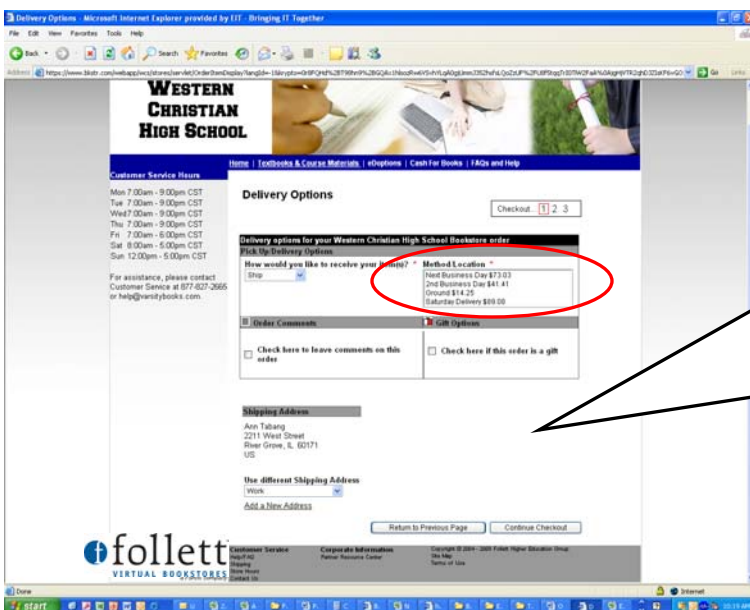 Delivery Options - Microsoft Internet Explorer provided by EIT - Bringing IT Together
File Edit View Favorites Tools Help
Back Search Favorites
Address Go Links
WESTERN
CHRISTIAN
HIGH SCHOOL
Home | Textbooks & Course Materials | eOptions | Cash For Books | FAQs and Help
Customer Service Hours
Mon 7:00am - 9:00pm CST
Tue 7:00am - 9:00pm CST
Wed 7:00am - 9:00pm CST
Thu 7:00am - 9:00pm CST
Fri 7:00am - 6:00pm CST
Sat 8:00am - 5:00pm CST
Sun 12:00pm - 5:00pm CST
For assistance, please contact
Customer Service at 877-827-2665
or help@varsitybooks.com.
Delivery Options
Checkout... 1 2 3
Delivery options for your Western Christian High School Bookstore order
Pick Up/Delivery Options
How would you like to receive your item(s)? * Method/Location *
Ship
Next Business Day $73.03
2nd Business Day $41.41
Ground $14.25
Saturday Delivery $89.00
Order Comments
Gift Options
Check here to leave comments on this
order
Check here if this order is a gift
Shipping Address
Ann Tabang
2211 West Street
River Grove, IL 60171
US
Use different Shipping Address
Work
Add a New Address
Return to Previous Page Continue Checkout
follett
VIRTUAL BOOKSTORES
Customer Service
Help/FAQ
Shipping
Store Hours
Contact Us
Corporate Information
Partner Resource Center
Copyright © 2004 - 2005 Follett Higher Education Group
Site Map
Terms of Use
Done Internet
start